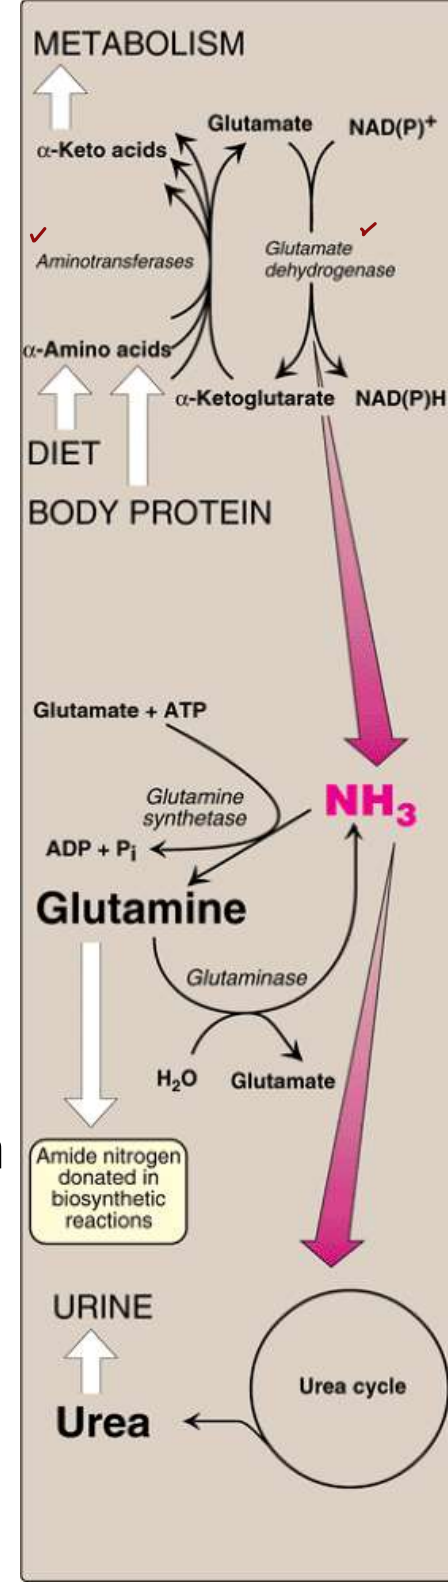 METABOLISM
Glutamate NAD(P)+
α-Keto acids
Aminotransferases
Glutamate
dehydrogenase
α-Amino acids
α-Ketoglutarate NAD(P)H
DIET
BODY PROTEIN
Glutamate + ATP
NH3
Glutamine
synthetase
ADP + Pi
Glutamine
Glutaminase
H2O Glutamate
Amide nitrogen
donated in
biosynthetic
reactions
URINE
Urea cycle
Urea